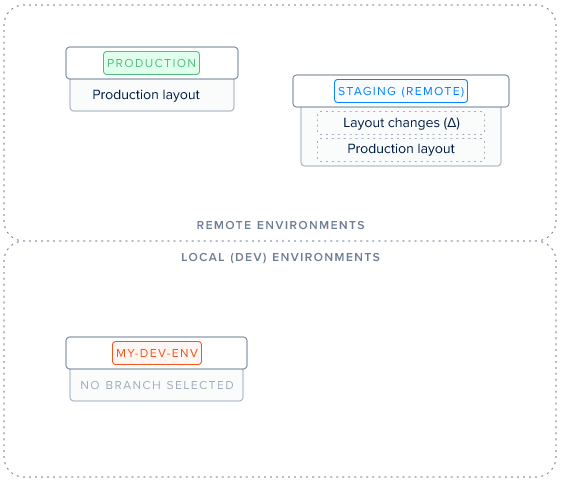 PRODUCTION
Production layout
STAGING (REMOTE)
Layout changes (Δ)
Production layout
REMOTE ENVIRONMENTS
LOCAL (DEV) ENVIRONMENTS
MY-DEV-ENV
NO BRANCH SELECTED